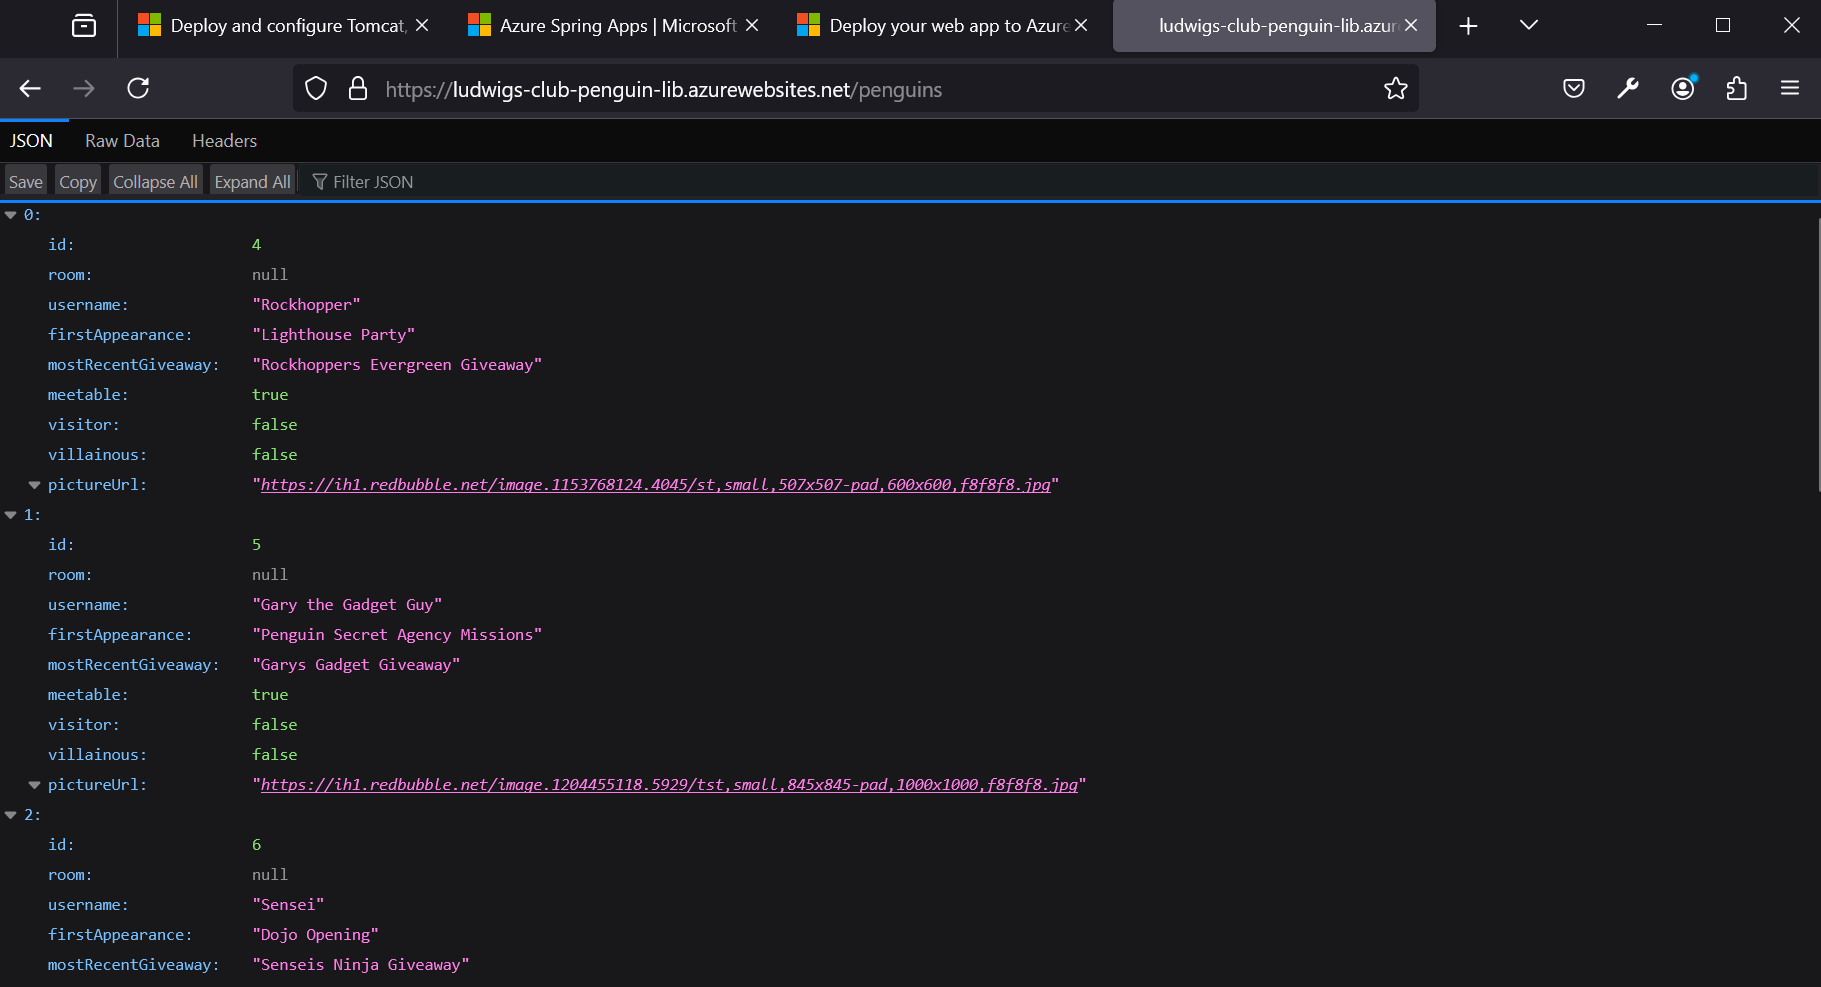 Deploy and configure Tomcat,
Azure Spring Apps | Microsoft
Deploy your web app to Azure
ludwigs-club-penguin-lib.azur
https://ludwigs-club-penguin-lib.azurewebsites.net/penguins
JSON Raw Data Headers
Save Copy Collapse All Expand All Filter JSON
0:
id: 4
room: null
username: "Rockhopper"
firstAppearance: "Lighthouse Party"
mostRecentGiveaway: "Rockhoppers Evergreen Giveaway"
meetable: true
visitor: false
villainous: false
pictureUrl: "https://ih1.redbubble.net/image.1153768124.4045/st,small,507x507-pad,600x600,f8f8f8.jpg"
1:
id: 5
room: null
username: "Gary the Gadget Guy"
firstAppearance: "Penguin Secret Agency Missions"
mostRecentGiveaway: "Garys Gadget Giveaway"
meetable: true
visitor: false
villainous: false
pictureUrl: "https://ih1.redbubble.net/image.1204455118.5929/tst,small,845x845-pad,1000x1000,f8f8f8.jpg"
2:
id: 6
room: null
username: "Sensei"
firstAppearance: "Dojo Opening"
mostRecentGiveaway: "Senseis Ninja Giveaway"